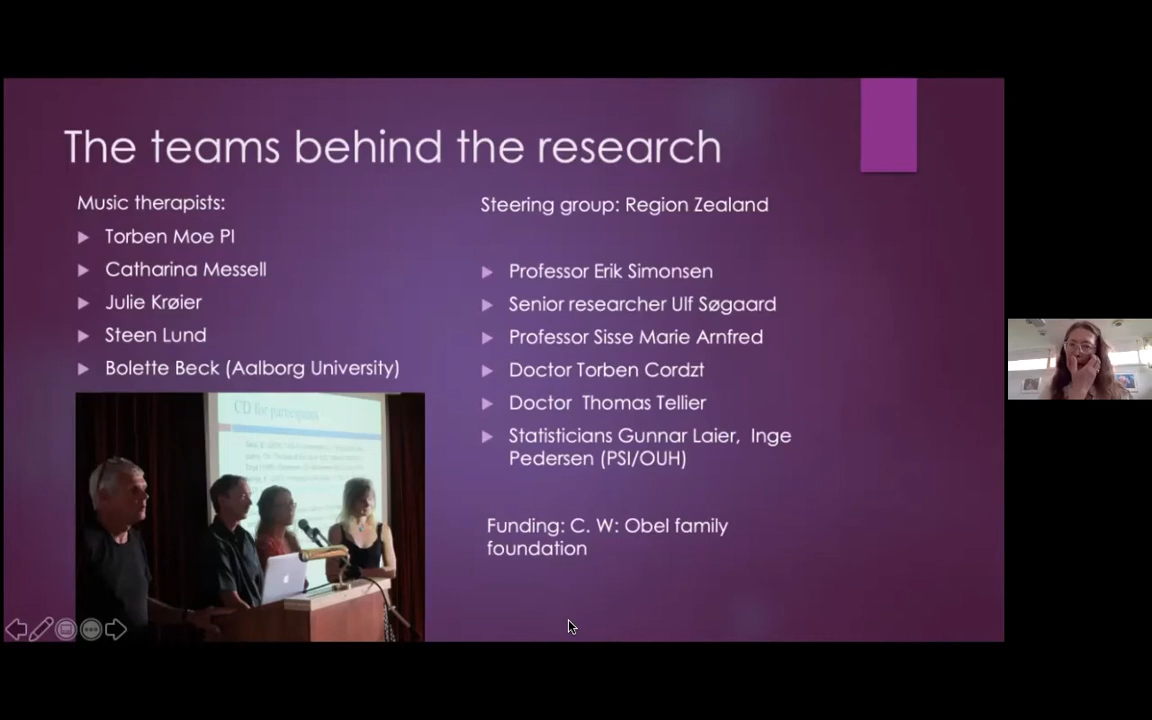 The teams behind the research
Music therapists:
Torben Moe PI
Catharina Messell
Julie Krøier
Steen Lund
Bolette Beck (Aalborg University)
CD for participants
Steering group: Region Zealand
Professor Erik Simonsen
Senior researcher Ulf Søgaard
Professor Sisse Marie Arnfred
Doctor Torben Cordzt
Doctor  Thomas Tellier
Statisticians Gunnar Laier,  Inge
Pedersen (PSI/OUH)
Funding: C. W: Obel family
foundation